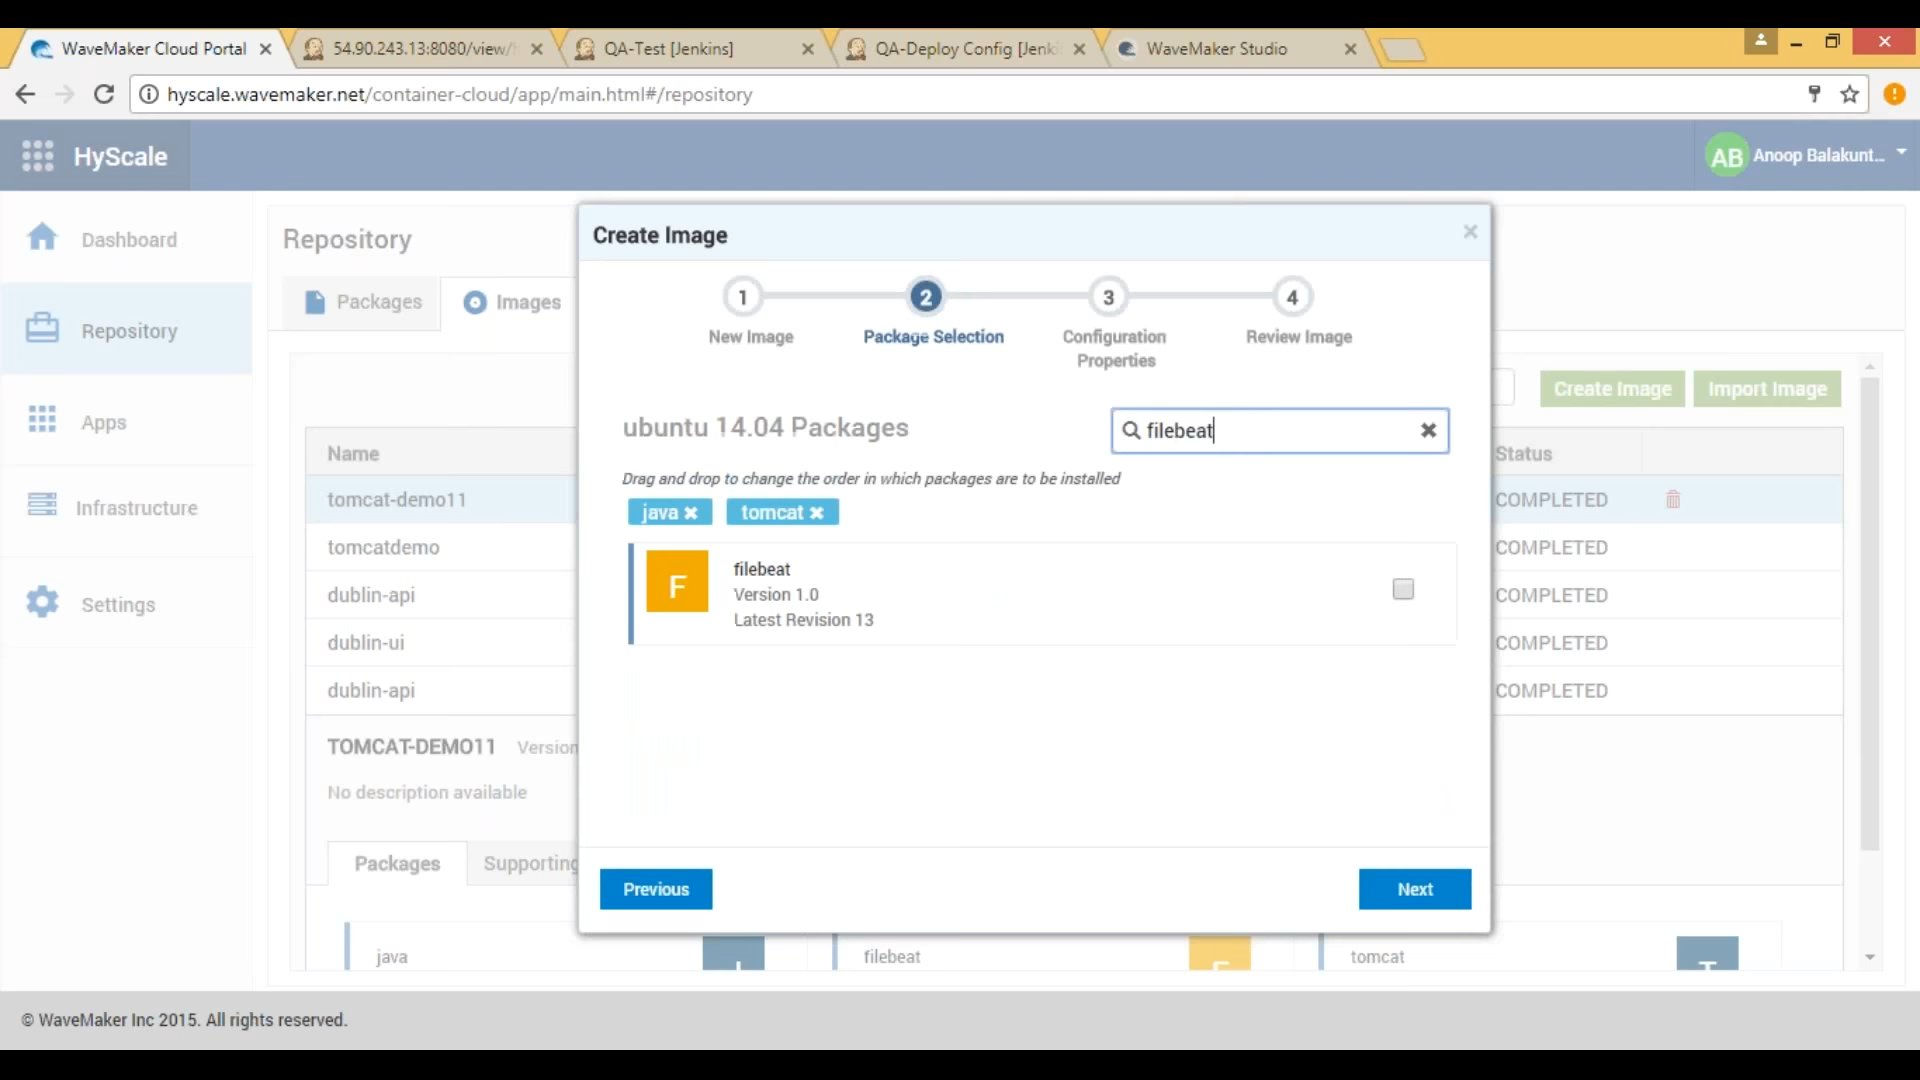 WaveMaker Cloud Portal
54.90.243.13:8080/view/
QA-Test [Jenkins]
QA-Deploy Config [Jenki
WaveMaker Studio
hyscale.wavemaker.net/container-cloud/app/main.html#/repository
HyScale
AB Anoop Balakunt...
Dashboard
Repository
Apps
Infrastructure
Settings
Repository
Packages
Images
Create Image
Import Image
Name
Status
tomcat-demo11
COMPLETED
tomcatdemo
COMPLETED
dublin-api
COMPLETED
dublin-ui
COMPLETED
dublin-api
COMPLETED
TOMCAT-DEMO11 Version
No description available
Packages
Supporting
java
filebeat
F
tomcat
T
Create Image
1
2
3
4
New Image
Package Selection
Configuration
Properties
Review Image
ubuntu 14.04 Packages
filebeat
Drag and drop to change the order in which packages are to be installed
java
tomcat
F
filebeat
Version 1.0
Latest Revision 13
Previous
Next
© WaveMaker Inc 2015. All rights reserved.